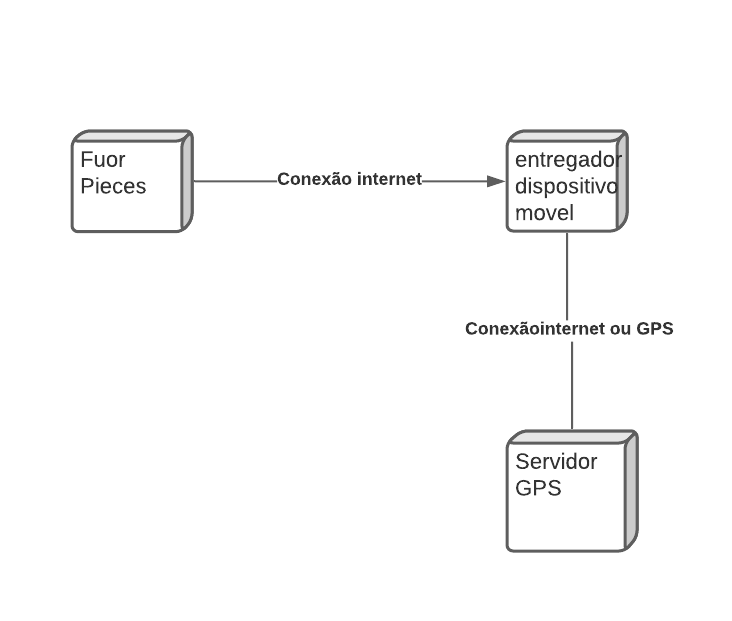 Fuor
Pieces
Conexão internet
entregador
dispositivo
movel
Conexãointernet ou GPS
Servidor
GPS